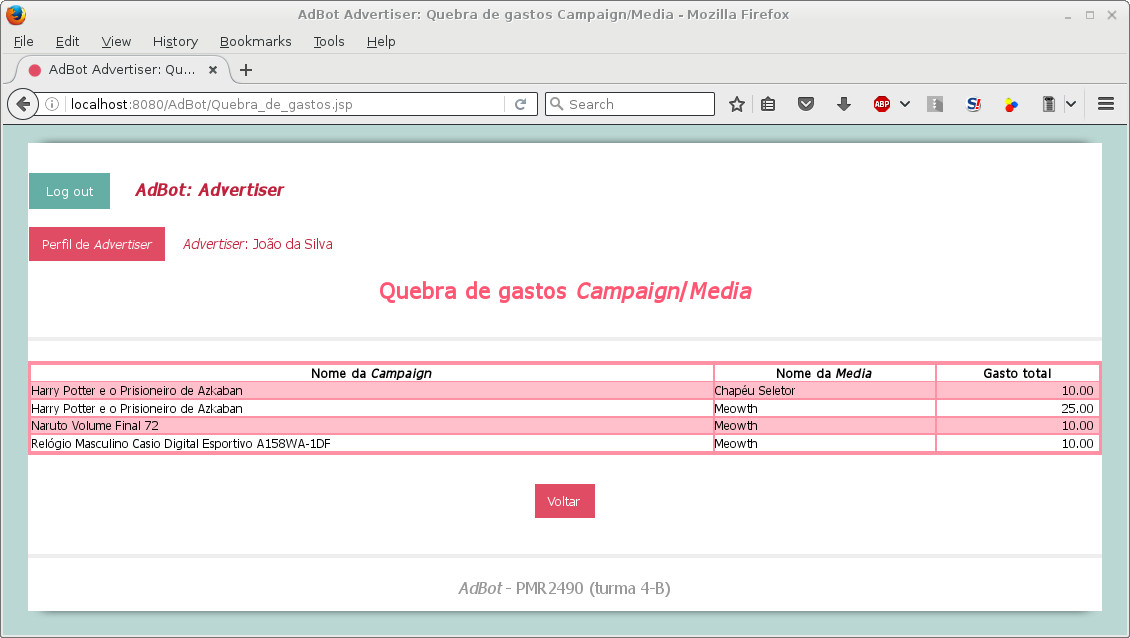 AdBot Advertiser: Quebra de gastos Campaign/Media - Mozilla Firefox
File Edit View History Bookmarks Tools Help
AdBot Advertiser: Qu...
localhost:8080/AdBot/Quebra_de_gastos.jsp Search ABP S!
Log out AdBot: Advertiser
Perfil de Advertiser Advertiser: João da Silva
Quebra de gastos Campaign/Media
Nome da Campaign Nome da Media Gasto total
Harry Potter e o Prisioneiro de Azkaban Chapéu Seletor 10.00
Harry Potter e o Prisioneiro de Azkaban Meowth 25.00
Naruto Volume Final 72 Meowth 10.00
Relógio Masculino Casio Digital Esportivo A158WA-1DF Meowth 10.00
Voltar
AdBot - PMR2490 (turma 4-B)